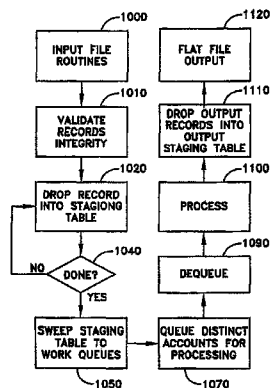 1000
INPUT FILE
ROUTINES
1010
VALIDATE
RECORDS
INTEGRITY
1020
DROP RECORD
INTO STAGIONG
TABLE
1040
NO
DONE?
YES
SWEEP STAGING
TABLE TO
WORK QUEUES
1050
1120
FLAT FILE
OUTPUT
1110
DROP OUTPUT
RECORDS INTO
OUTPUT
STAGING TABLE
1100
PROCESS
1090
DEQUEUE
QUEUE DISTINCT
ACCOUNTS FOR
PROCESSING
1070